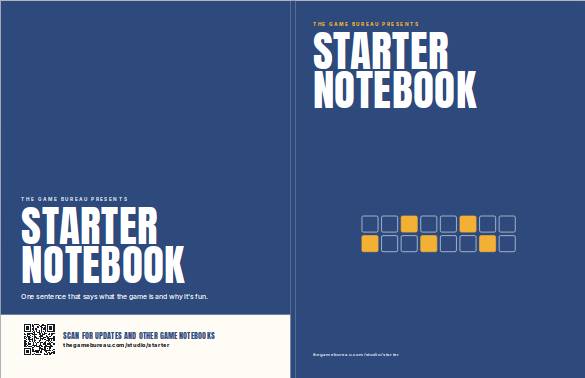 THE GAME BUREAU PRESENTS
STARTER
NOTEBOOK
One sentence that says what the game is and why it's fun.
SCAN FOR UPDATES AND OTHER GAME NOTEBOOKS
thegamebureau.com/studio/starter
THE GAME BUREAU PRESENTS
STARTER
NOTEBOOK
thegamebureau.com/studio/starter